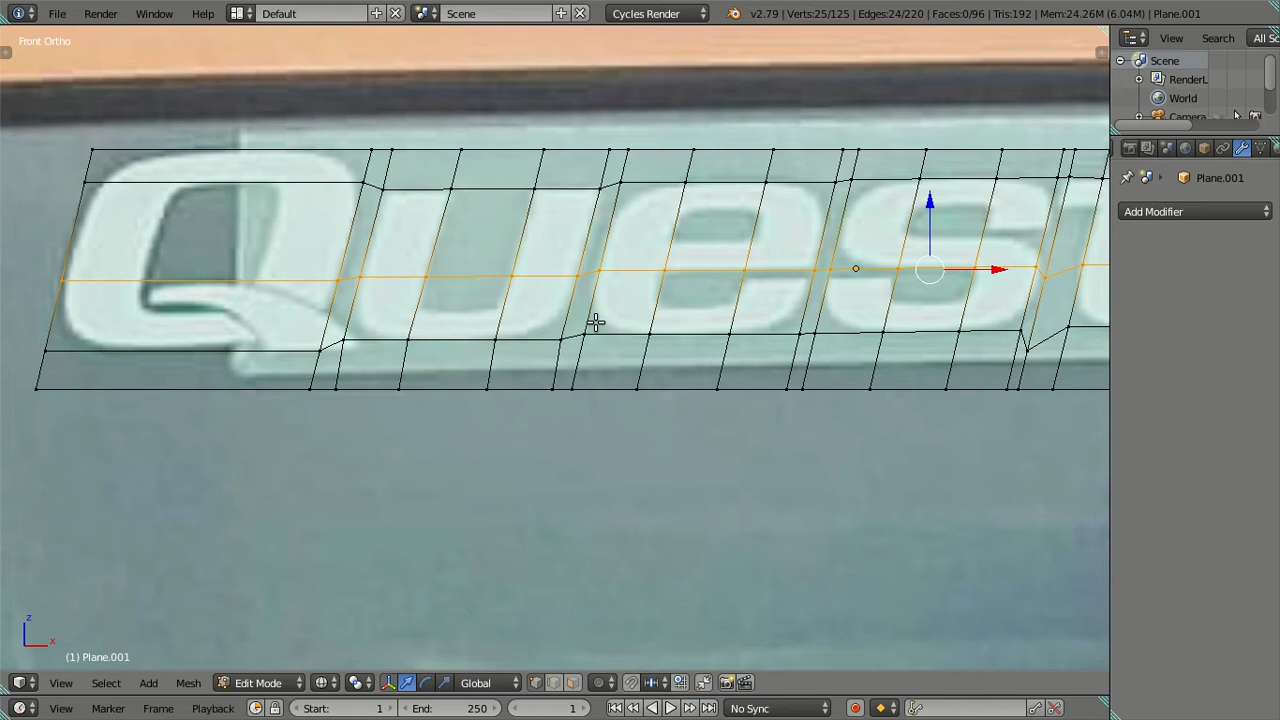 File Render Window Help Default Scene Cycles Render v2.79 | Verts:25/125 | Edges:24/220 | Faces:0/96 | Tris:192 | Mem:24.26M (6.04M) | Plane.001
Front Ortho
View Search All Sc
Scene
RenderL
World
Camera
Plane.001
Add Modifier
Ques
z
x
(1) Plane.001
View Select Add Mesh Edit Mode Global
View Marker Frame Playback Start: 1 End: 250 1 No Sync